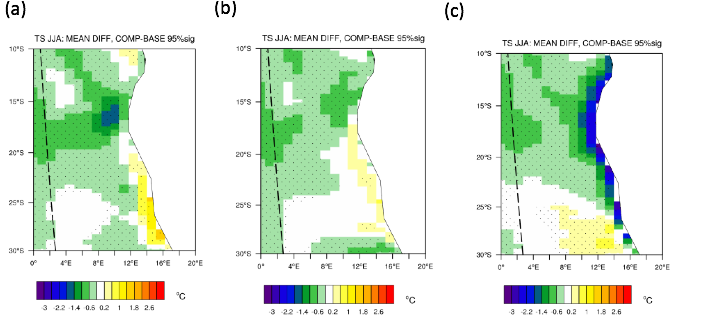 (a)
(b)
(c)
TS JJA: MEAN DIFF, COMP-BASE 95%sig
TS JJA: MEAN DIFF, COMP-BASE 95%sig
TS JJA: MEAN DIFF, COMP-BASE 95%sig
10°S
15°S
20°S
25°S
30°S
0° 4°E 8°E 12°E 16°E 20°E
-3 -2.2 -1.4 -0.6 0.2 1 1.8 2.6 °C
10°S
15°S
20°S
25°S
30°S
0° 4°E 8°E 12°E 16°E 20°E
-3 -2.2 -1.4 -0.6 0.2 1 1.8 2.6 °C
10°S
15°S
20°S
25°S
30°S
0° 4°E 8°E 12°E 16°E 20°E
-3 -2.2 -1.4 -0.6 0.2 1 1.8 2.6 °C